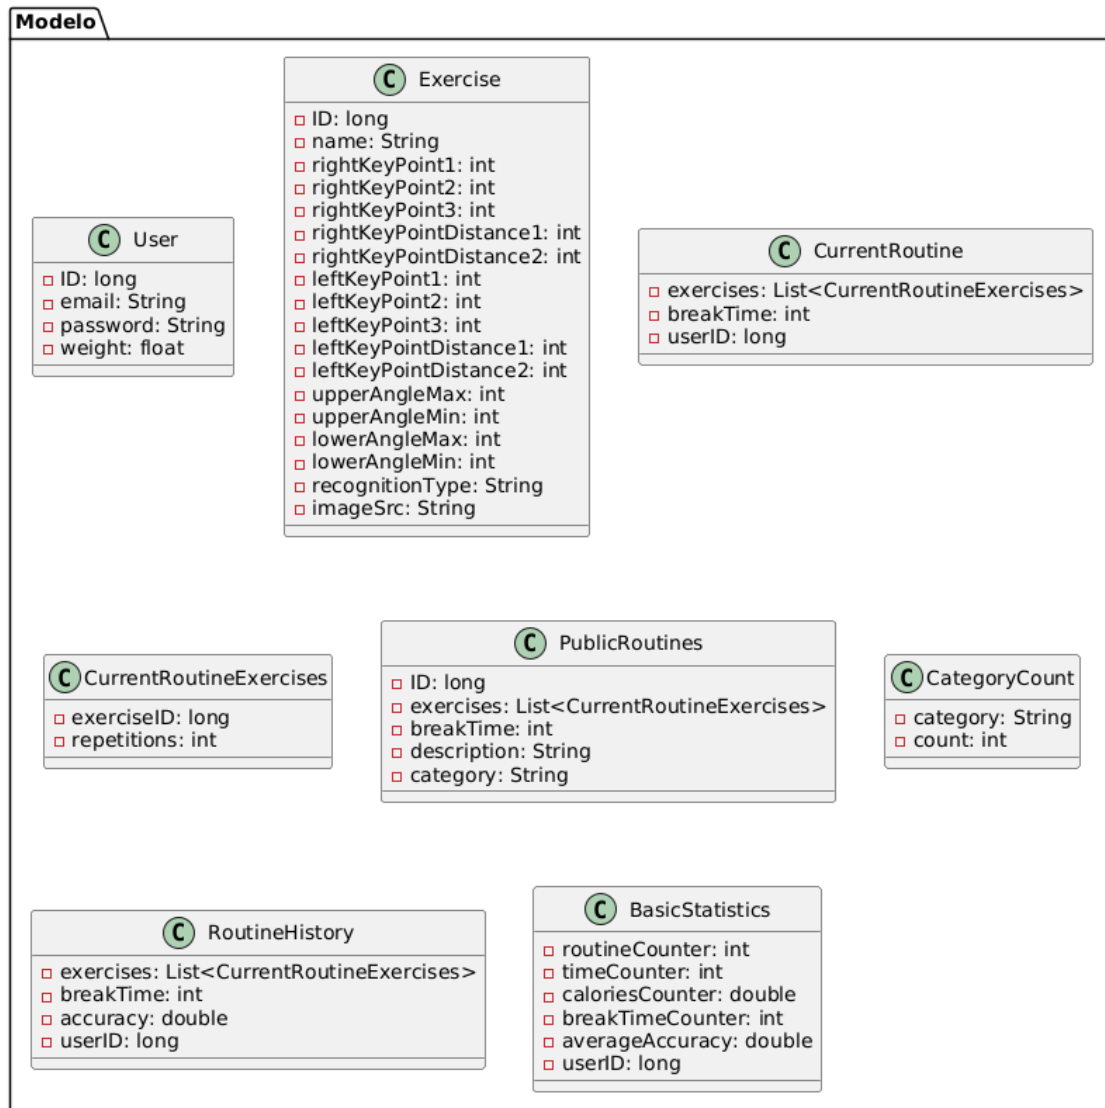 Modelo
C Exercise
ID: long
name: String
rightKeyPoint1: int
rightKeyPoint2: int
rightKeyPoint3: int
rightKeyPointDistance1: int
rightKeyPointDistance2: int
leftKeyPoint1: int
leftKeyPoint2: int
leftKeyPoint3: int
leftKeyPointDistance1: int
leftKeyPointDistance2: int
upperAngleMax: int
upperAngleMin: int
lowerAngleMax: int
lowerAngleMin: int
recognitionType: String
imageSrc: String
C User
ID: long
email: String
password: String
weight: float
C CurrentRoutine
exercises: List<CurrentRoutineExercises>
breakTime: int
userID: long
C CurrentRoutineExercises
exerciseID: long
repetitions: int
C PublicRoutines
ID: long
exercises: List<CurrentRoutineExercises>
breakTime: int
description: String
category: String
C CategoryCount
category: String
count: int
C RoutineHistory
exercises: List<CurrentRoutineExercises>
breakTime: int
accuracy: double
userID: long
C BasicStatistics
routineCounter: int
timeCounter: int
caloriesCounter: double
breakTimeCounter: int
averageAccuracy: double
userID: long